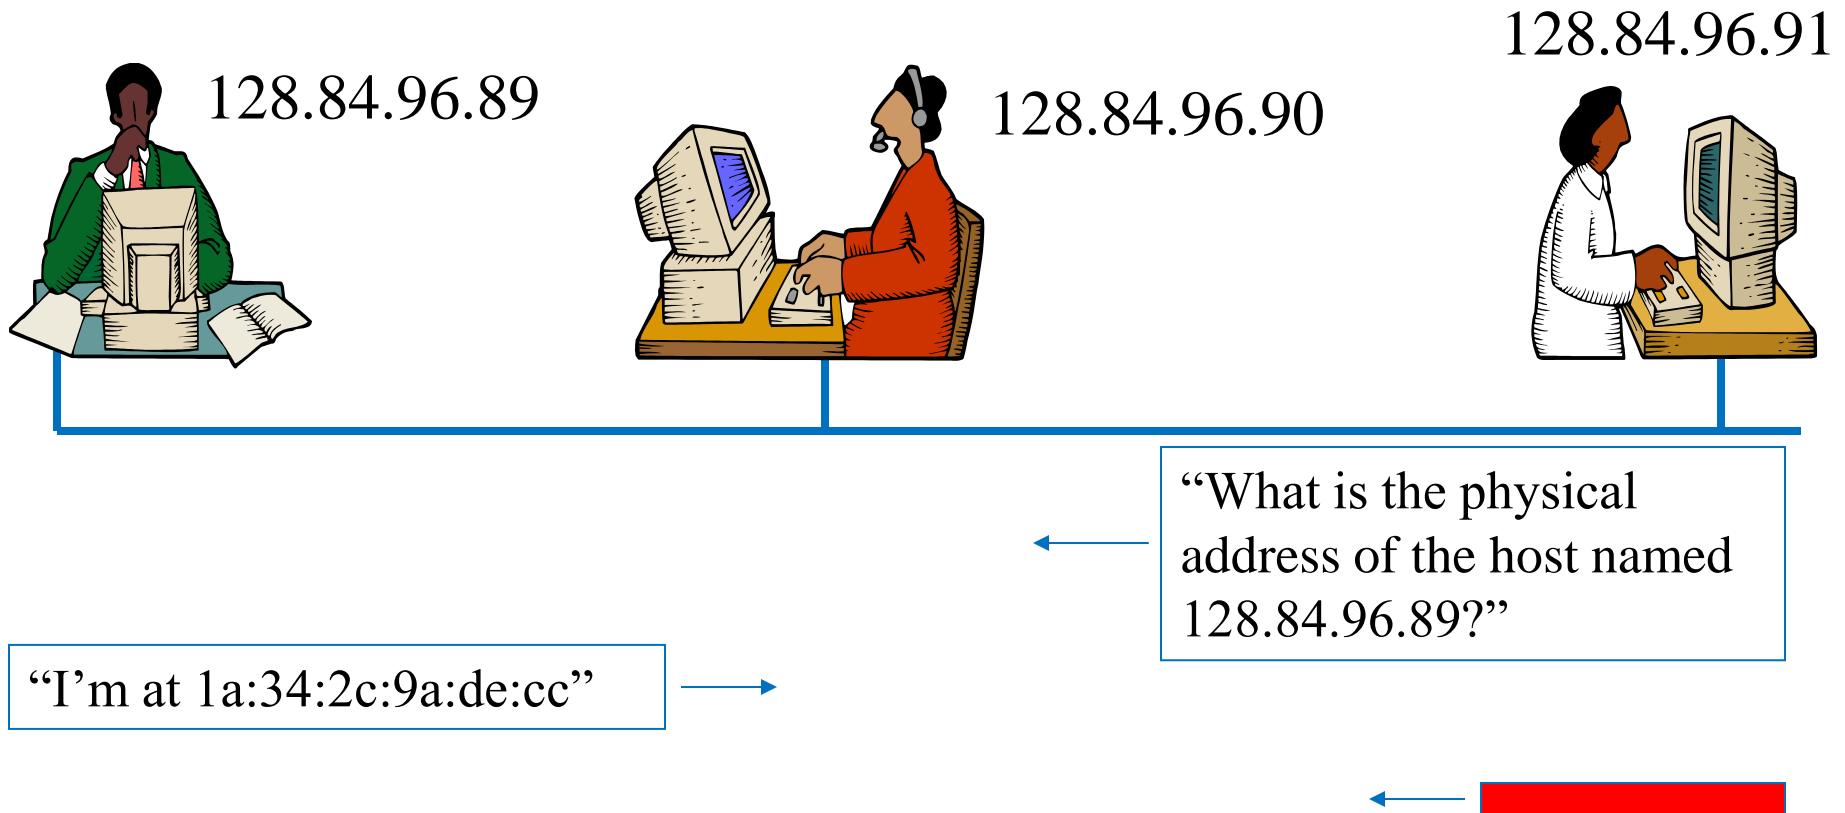 128.84.96.91
128.84.96.89
128.84.96.90
“What is the physical
address of the host named
128.84.96.89?”
“I’m at 1a:34:2c:9a:de:cc”